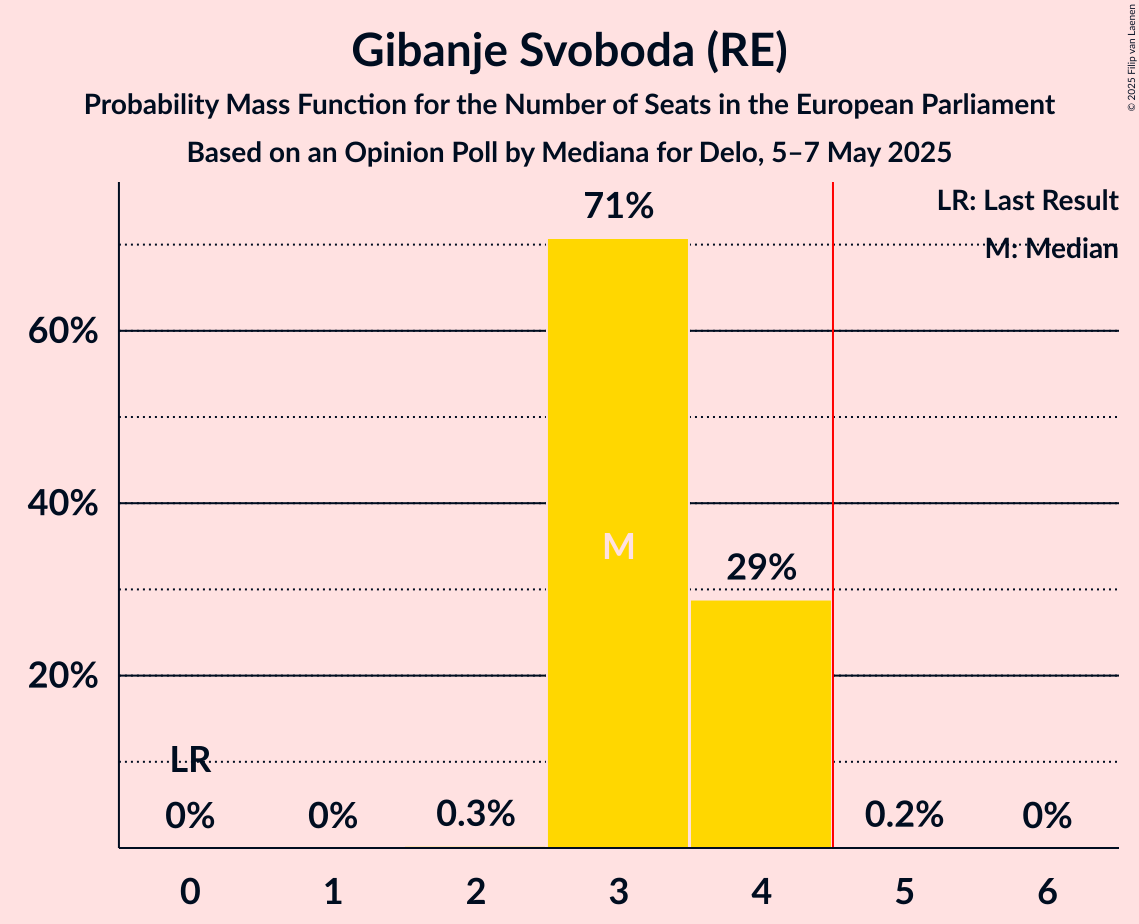 Gibanje Svoboda (RE)
Probability Mass Function for the Number of Seats in the European Parliament
Based on an Opinion Poll by Mediana for Delo, 5–7 May 2025
© 2025 Filip van Laenen
LR: Last Result
M: Median
71%
60%
40%
M
29%
20%
LR
0%
0%
0.3%
0.2%
0%
0
1
2
3
4
5
6